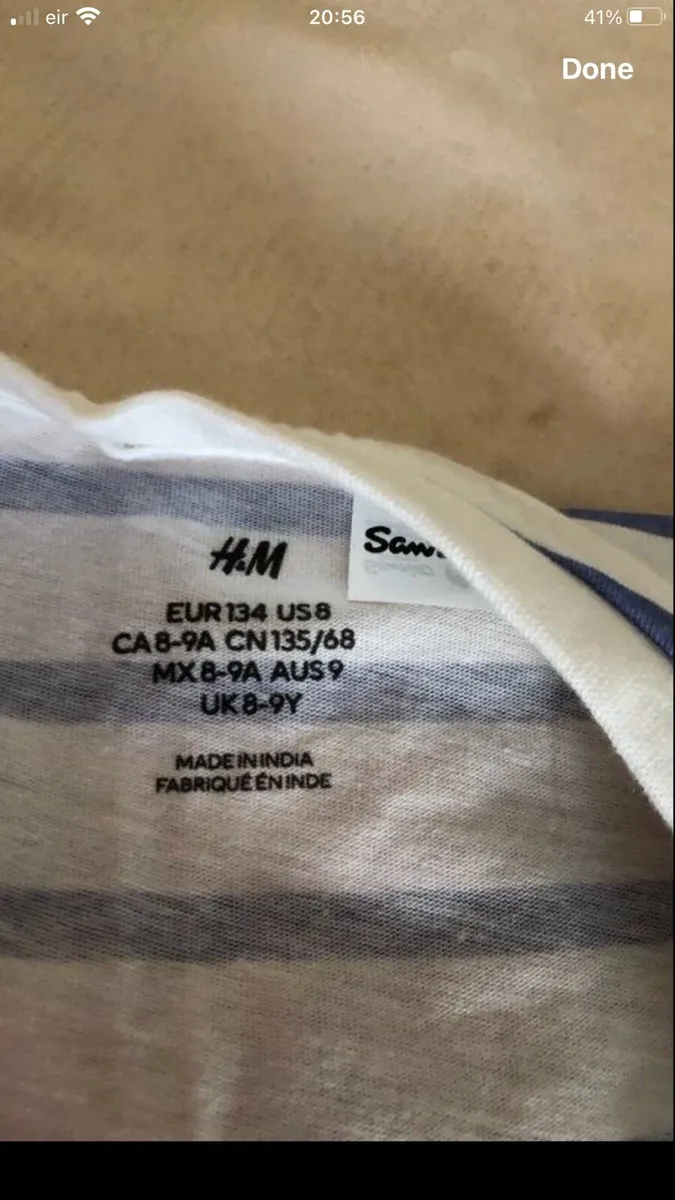 eir 20:56 41%
Done
H&M
EUR 134 US 8
CA 8-9A CN 135/68
MX 8-9A AUS 9
UK 8-9Y
MADE IN INDIA
FABRIQUÉ ÉN INDE